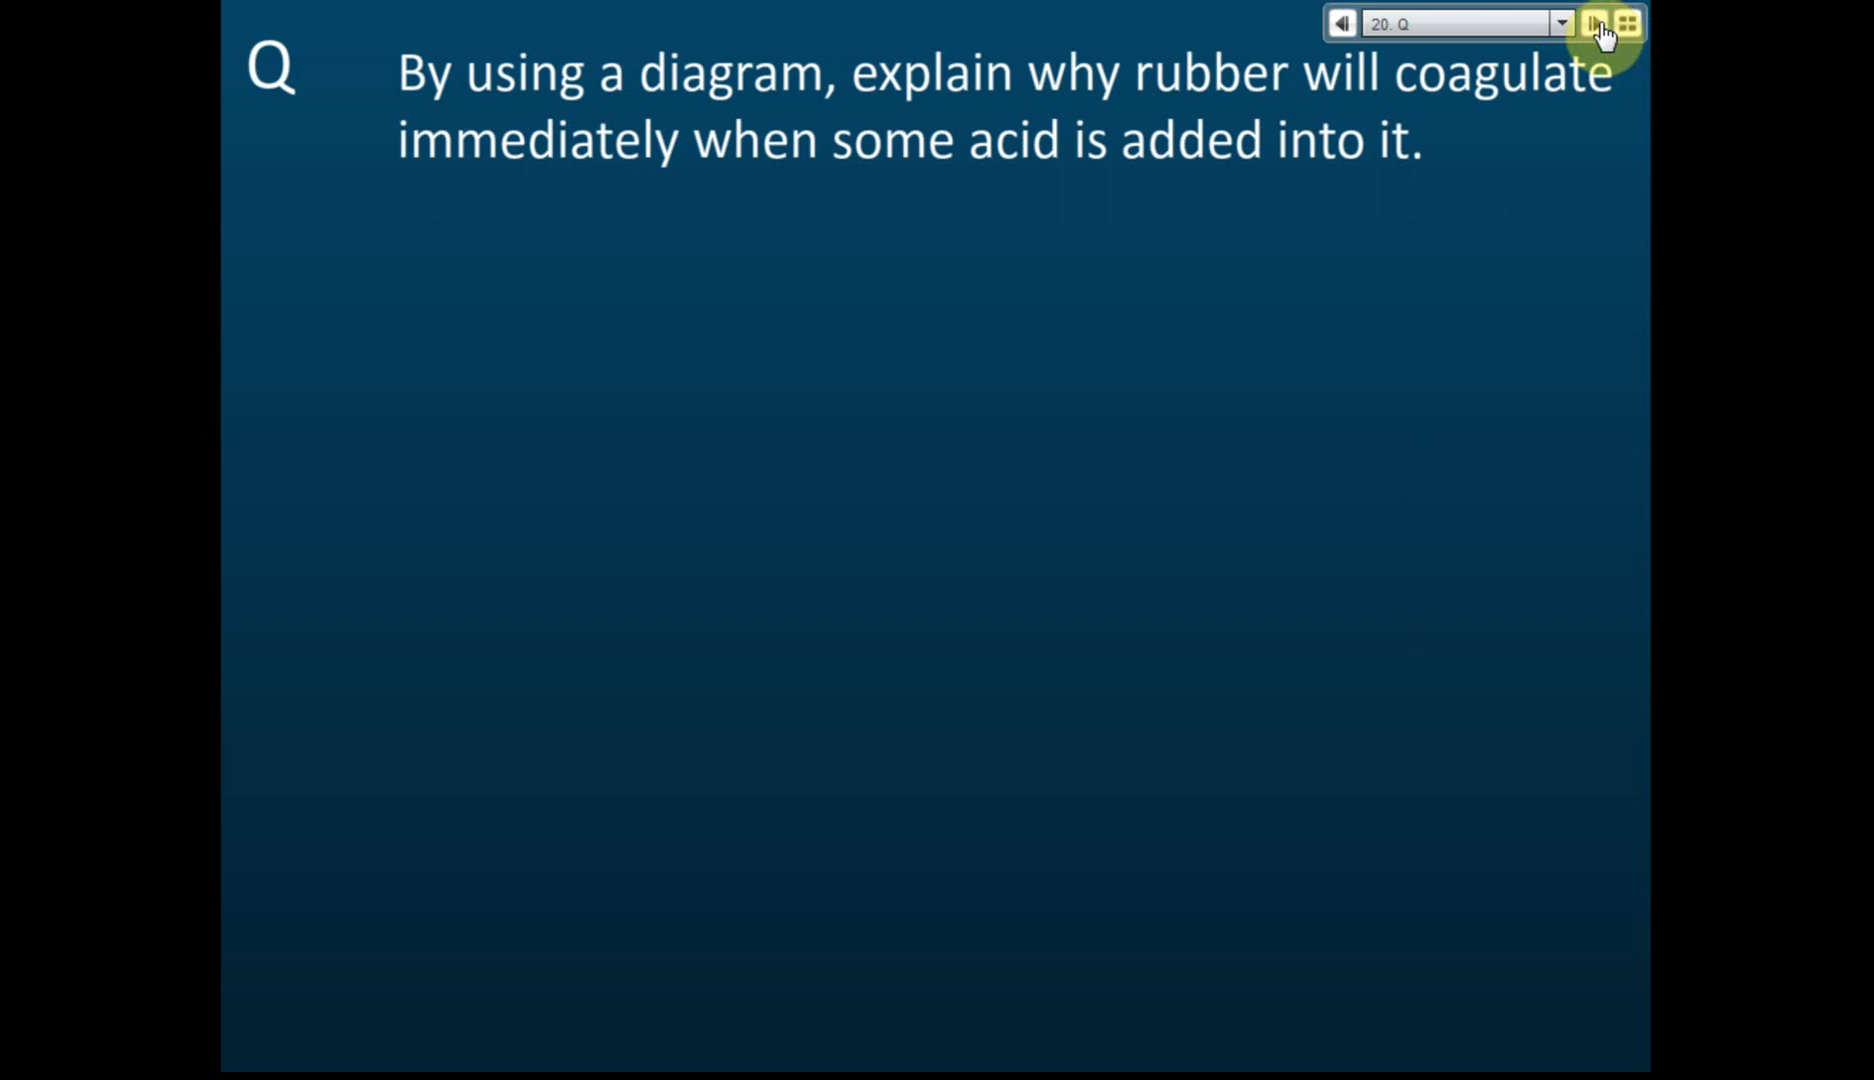 20. Q
Q
By using a diagram, explain why rubber will coagulate
immediately when some acid is added into it.